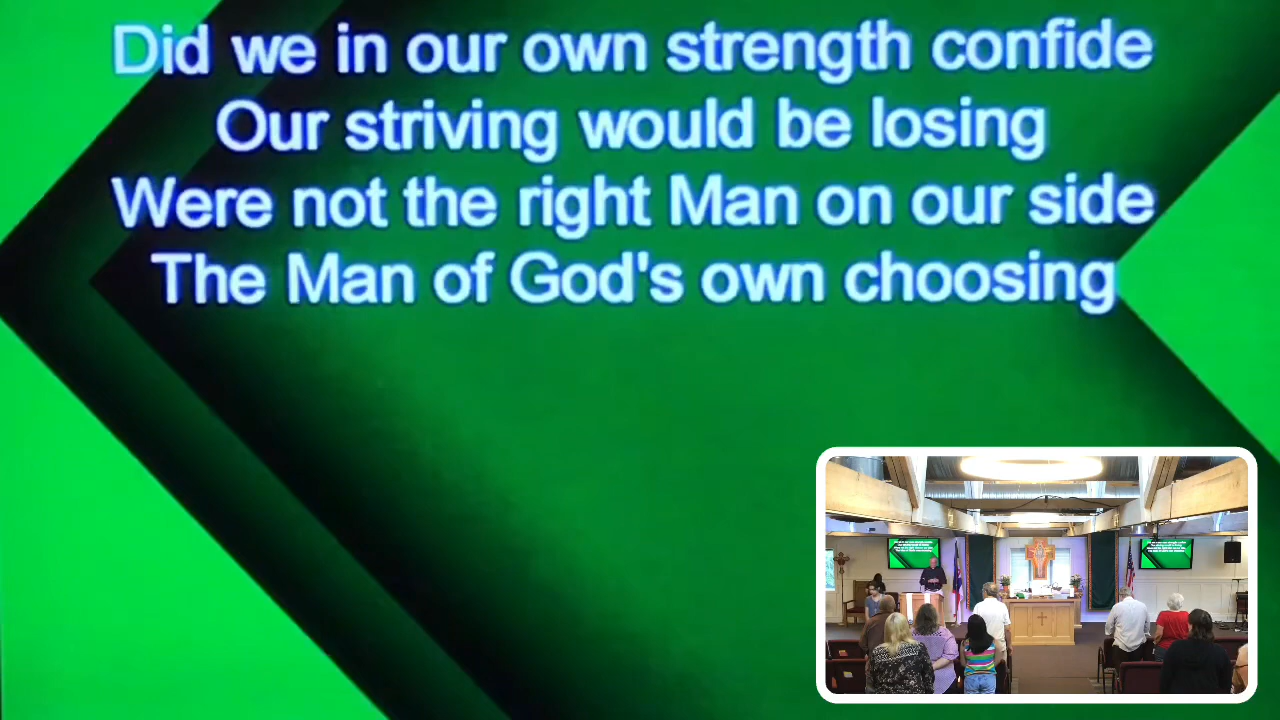 Did we in our own strength confide
Our striving would be losing
Were not the right Man on our side
The Man of God's own choosing